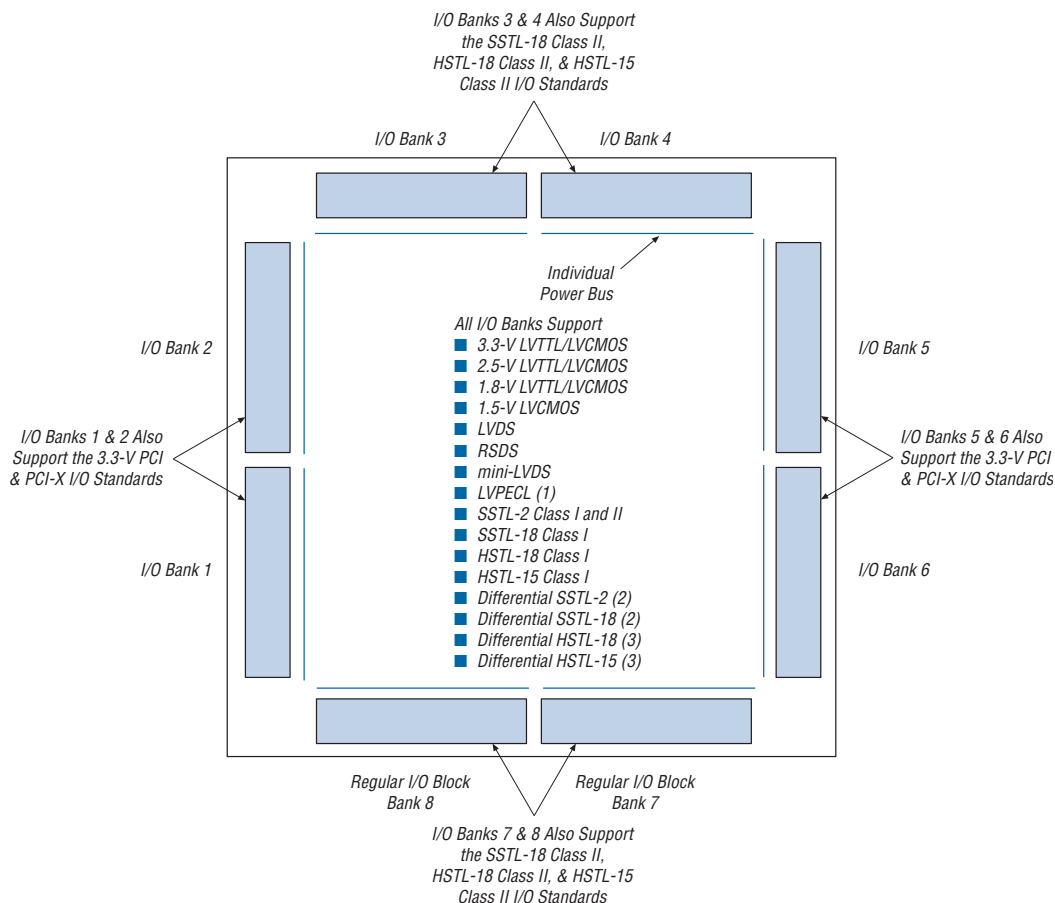 I/O Banks 3 & 4 Also Support
the SSTL-18 Class II,
HSTL-18 Class II, & HSTL-15
Class II I/O Standards
I/O Bank 3
I/O Bank 4
Individual
Power Bus
I/O Bank 2
I/O Bank 5
All I/O Banks Support
3.3-V LVTTL/LVCMOS
2.5-V LVTTL/LVCMOS
1.8-V LVTTL/LVCMOS
1.5-V LVCMOS
LVDS
RSDS
mini-LVDS
LVPECL (1)
SSTL-2 Class I and II
SSTL-18 Class I
HSTL-18 Class I
HSTL-15 Class I
Differential SSTL-2 (2)
Differential SSTL-18 (2)
Differential HSTL-18 (3)
Differential HSTL-15 (3)
I/O Banks 1 & 2 Also
Support the 3.3-V PCI
& PCI-X I/O Standards
I/O Banks 5 & 6 Also
Support the 3.3-V PCI
& PCI-X I/O Standards
I/O Bank 1
I/O Bank 6
Regular I/O Block
Bank 8
Regular I/O Block
Bank 7
I/O Banks 7 & 8 Also Support
the SSTL-18 Class II,
HSTL-18 Class II, & HSTL-15
Class II I/O Standards